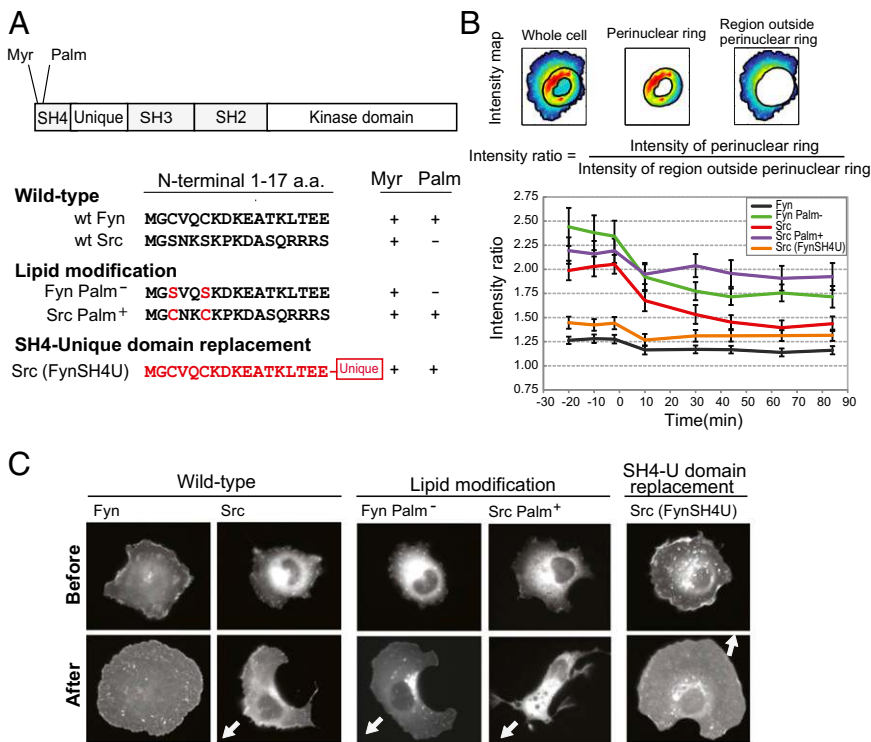 A
Myr Palm
SH4 Unique SH3 SH2 Kinase domain
N-terminal 1-17 a.a. Myr Palm
Wild-type
wt Fyn MGCVQCKDKEATKLTEE + +
wt Src MGSNKSKPKDASQRRRS + –
Lipid modification
Fyn Palm– MGSVQSKDKEATKLTEE + –
Src Palm+ MGCNKCKPKDASQRRRS + +
SH4-Unique domain replacement
Src (FynSH4U) MGCVQCKDKEATKLTEE- Unique + +
B
Intensity map
Whole cell
Perinuclear ring
Region outside
perinuclear ring
Intensity ratio =
Intensity of perinuclear ring
Intensity of region outside perinuclear ring
Intensity ratio
2.75
2.50
2.25
2.00
1.75
1.50
1.25
1.00
0.75
Fyn
Fyn Palm-
Src
Src Palm+
Src (FynSH4U)
-30 -20 -10 0 10 20 30 40 50 60 70 80 90
Time(min)
C
Wild-type
Lipid modification
SH4-U domain
replacement
Fyn Src Fyn Palm– Src Palm+ Src (FynSH4U)
Before
After